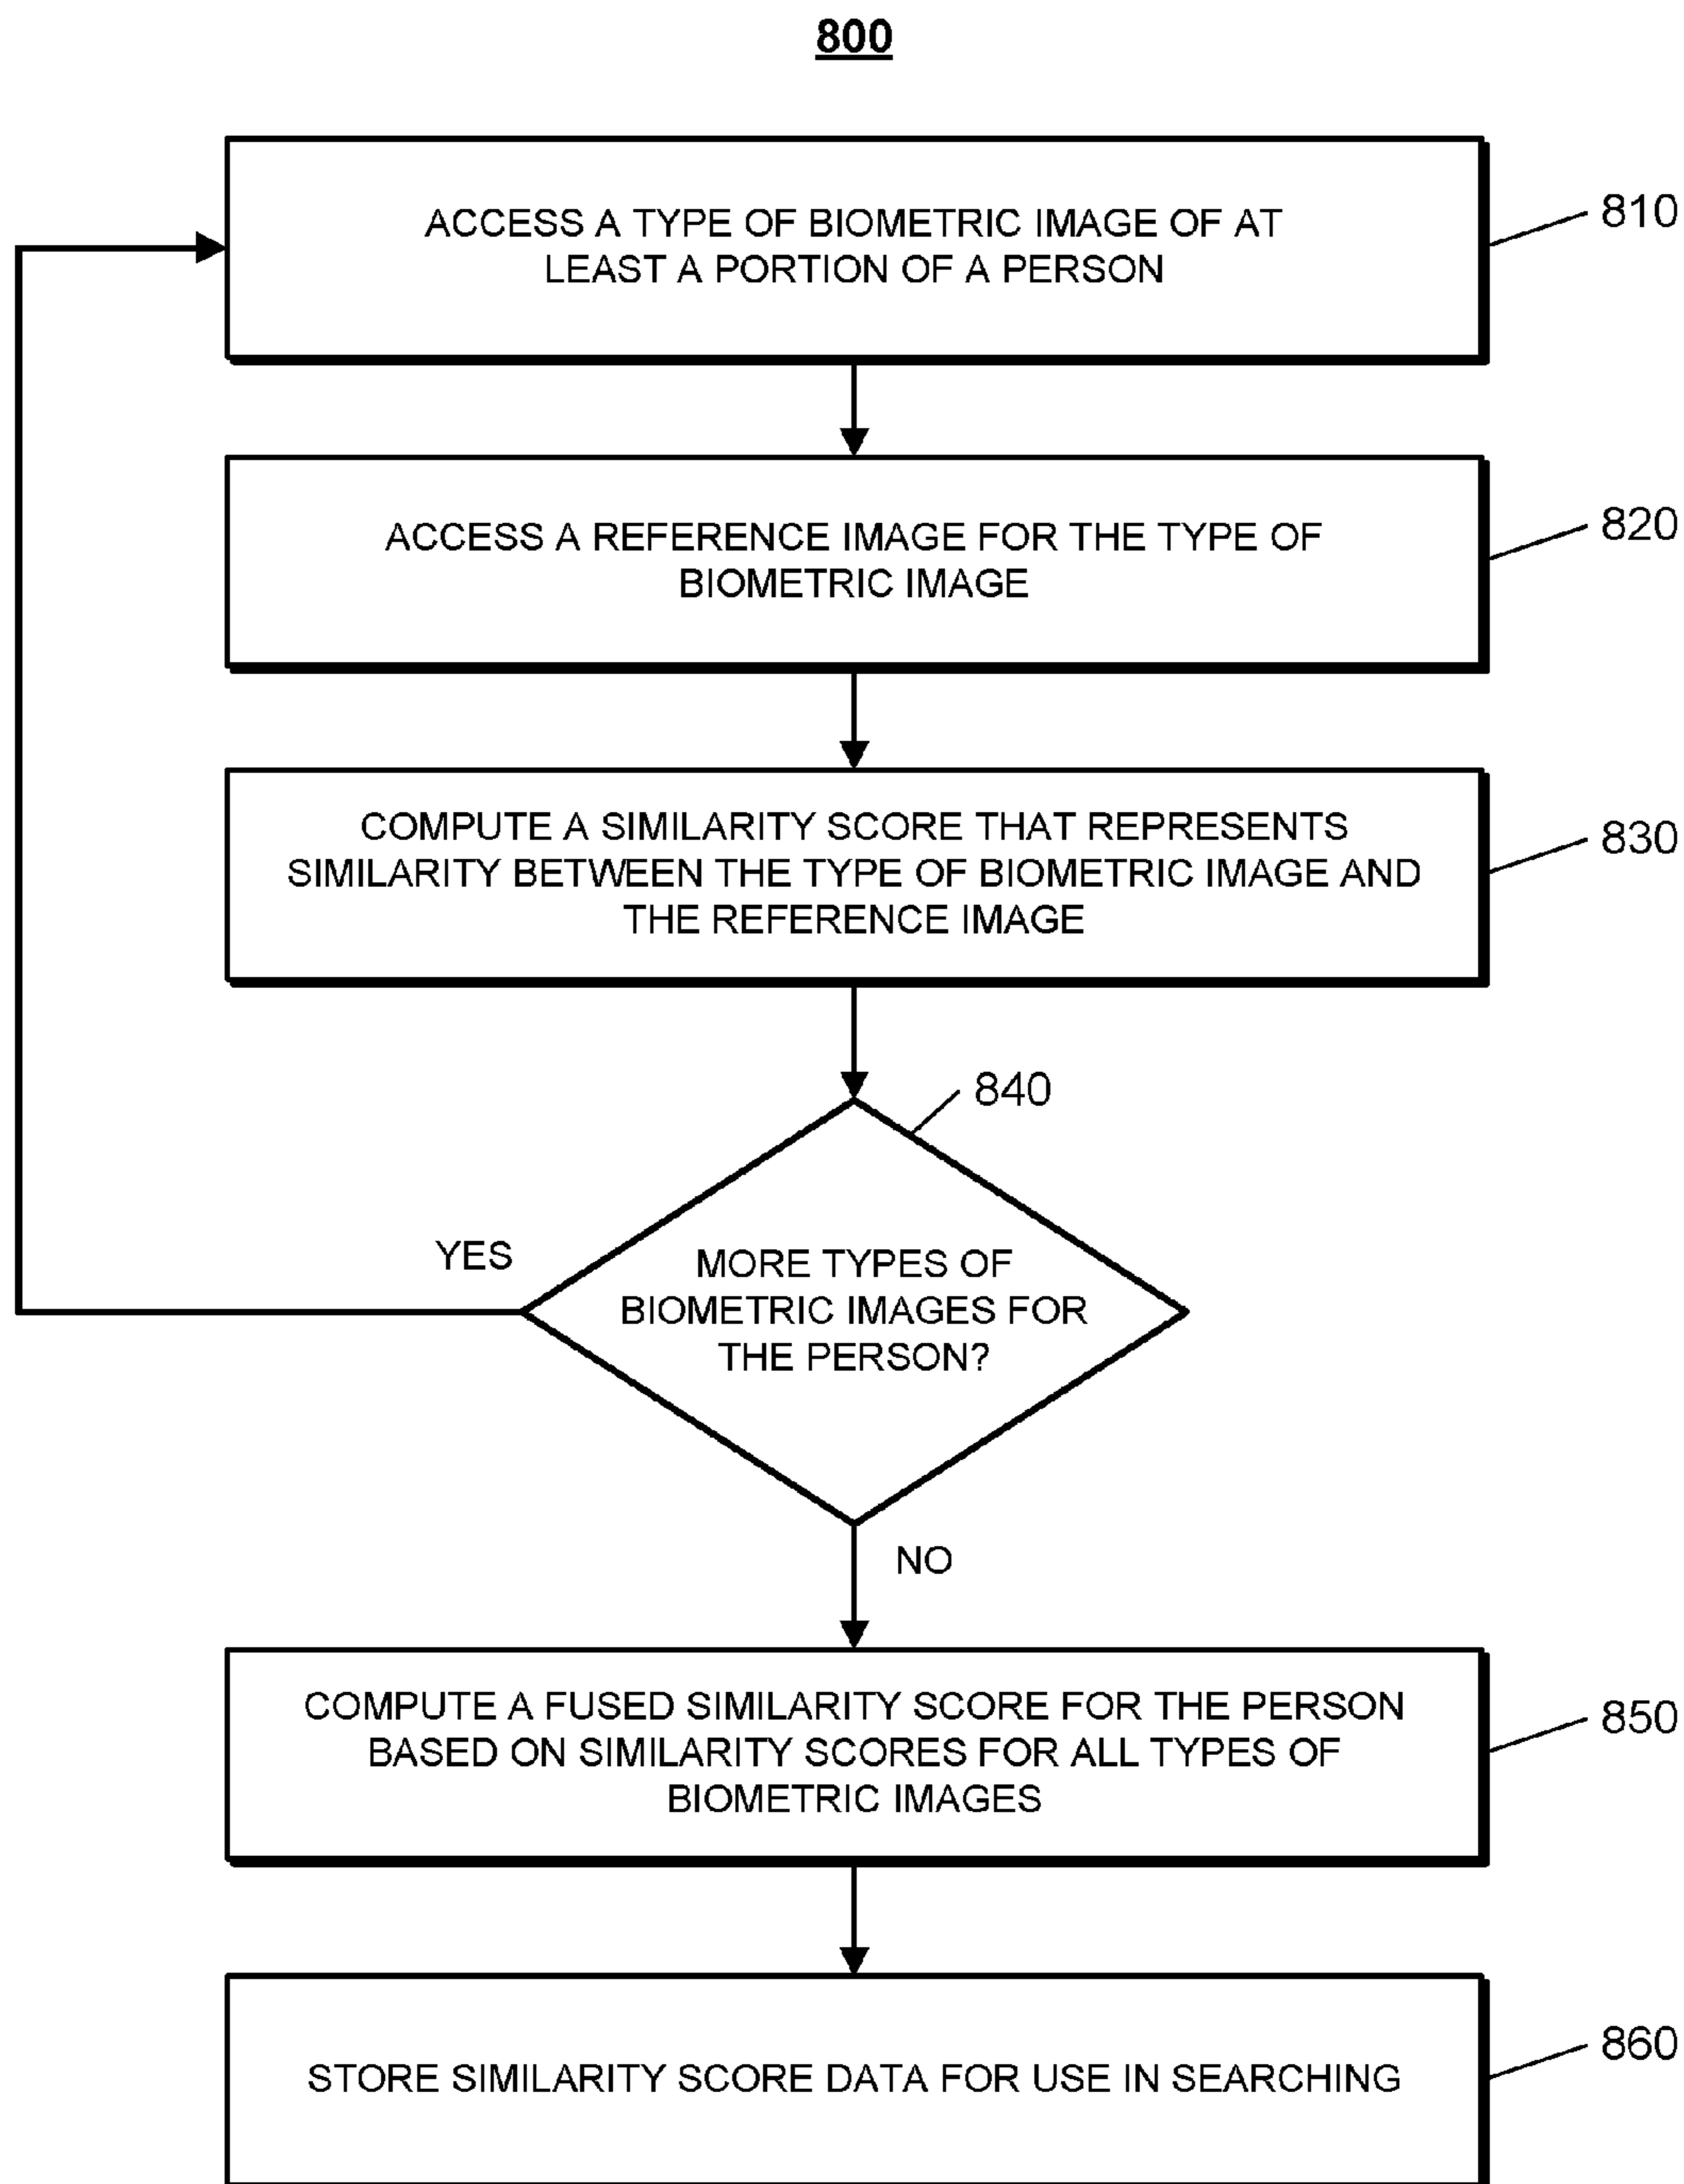 800
ACCESS A TYPE OF BIOMETRIC IMAGE OF AT
LEAST A PORTION OF A PERSON
810
ACCESS A REFERENCE IMAGE FOR THE TYPE OF
BIOMETRIC IMAGE
820
COMPUTE A SIMILARITY SCORE THAT REPRESENTS
SIMILARITY BETWEEN THE TYPE OF BIOMETRIC IMAGE AND
THE REFERENCE IMAGE
830
840
YES
MORE TYPES OF
BIOMETRIC IMAGES FOR
THE PERSON?
NO
COMPUTE A FUSED SIMILARITY SCORE FOR THE PERSON
BASED ON SIMILARITY SCORES FOR ALL TYPES OF
BIOMETRIC IMAGES
850
STORE SIMILARITY SCORE DATA FOR USE IN SEARCHING
860